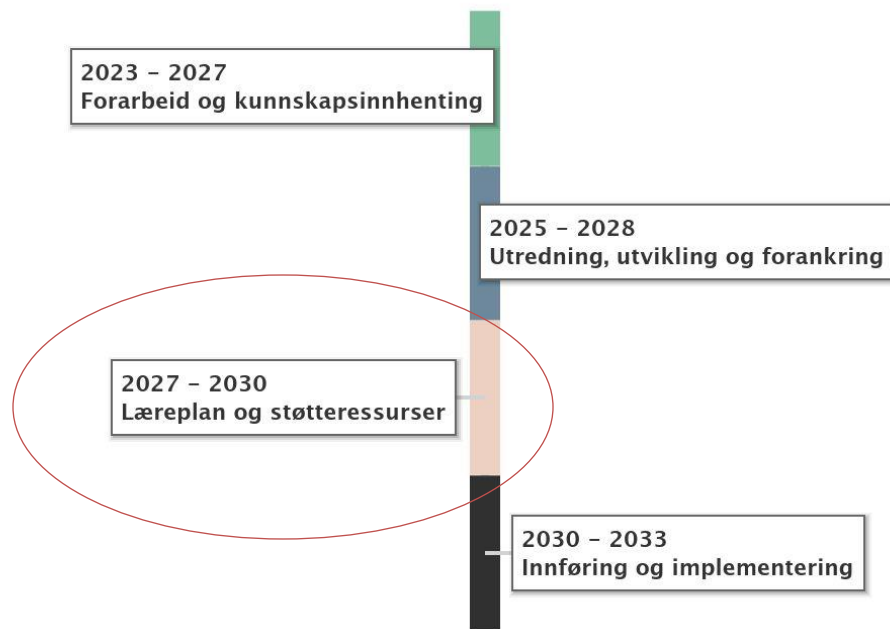 2023 – 2027
Forarbeid og kunnskapsinnhenting
2025 – 2028
Utredning, utvikling og forankring
2027 – 2030
Læreplan og støtteressurser
2030 – 2033
Innføring og implementering